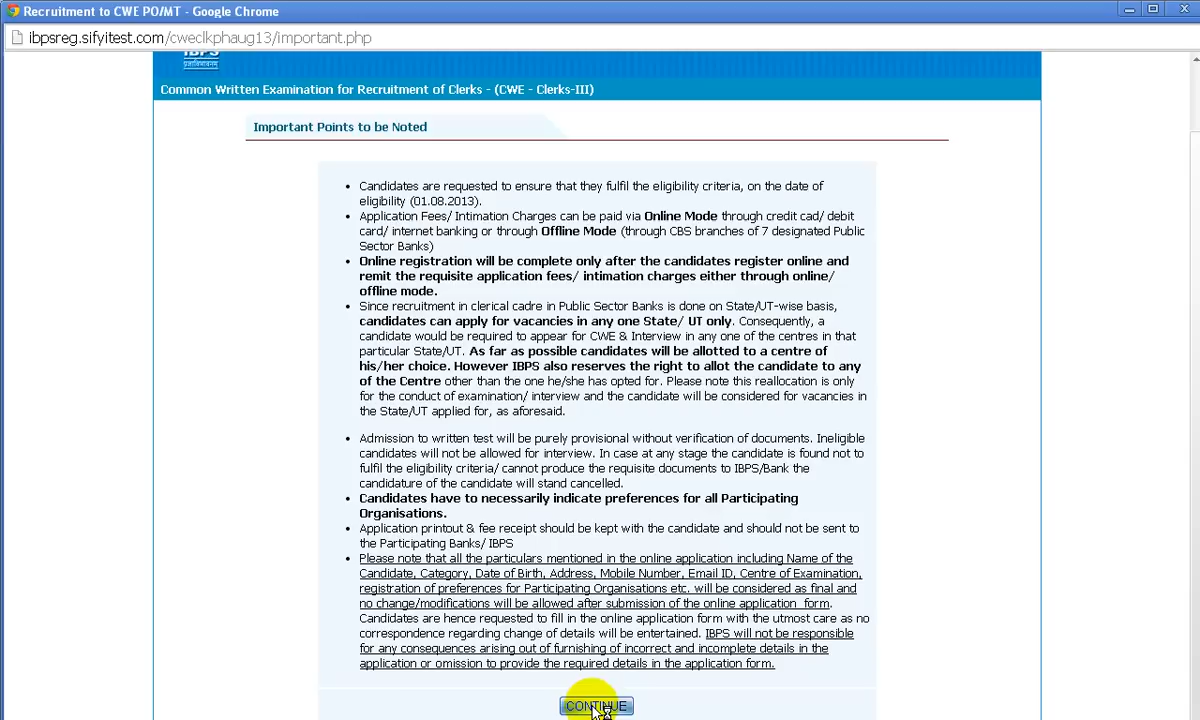 Recruitment to CWE PO/MT - Google Chrome
ibpsreg.sifyitest.com/cweclkphaug13/important.php
IBPS
Common Written Examination for Recruitment of Clerks - (CWE - Clerks-III)
Important Points to be Noted
• Candidates are requested to ensure that they fulfil the eligibility criteria, on the date of
eligibility (01.08.2013).
• Application Fees/ Intimation Charges can be paid via Online Mode through credit cad/ debit
card/ internet banking or through Offline Mode (through CBS branches of 7 designated Public
Sector Banks)
• Online registration will be complete only after the candidates register online and
remit the requisite application fees/ intimation charges either through online/
offline mode.
• Since recruitment in clerical cadre in Public Sector Banks is done on State/UT-wise basis,
candidates can apply for vacancies in any one State/ UT only. Consequently, a
candidate would be required to appear for CWE & Interview in any one of the centres in that
particular State/UT. As far as possible candidates will be allotted to a centre of
his/her choice. However IBPS also reserves the right to allot the candidate to any
of the Centre other than the one he/she has opted for. Please note this reallocation is only
for the conduct of examination/ interview and the candidate will be considered for vacancies in
the State/UT applied for, as aforesaid.
• Admission to written test will be purely provisional without verification of documents. Ineligible
candidates will not be allowed for interview. In case at any stage the candidate is found not to
fulfil the eligibility criteria/ cannot produce the requisite documents to IBPS/Bank the
candidature of the candidate will stand cancelled.
• Candidates have to necessarily indicate preferences for all Participating
Organisations.
• Application printout & fee receipt should be kept with the candidate and should not be sent to
the Participating Banks/ IBPS
• Please note that all the particulars mentioned in the online application including Name of the
Candidate, Category, Date of Birth, Address, Mobile Number, Email ID, Centre of Examination,
registration of preferences for Participating Organisations etc. will be considered as final and
no change/modifications will be allowed after submission of the online application form.
Candidates are hence requested to fill in the online application form with the utmost care as no
correspondence regarding change of details will be entertained. IBPS will not be responsible
for any consequences arising out of furnishing of incorrect and incomplete details in the
application or omission to provide the required details in the application form.
CONTINUE